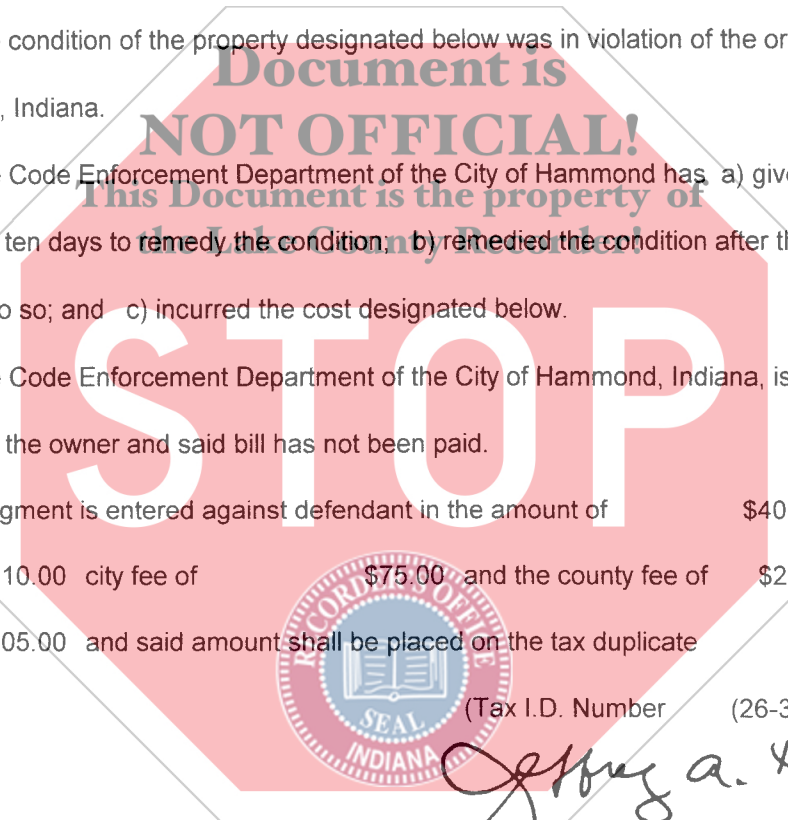 condition of the property designated below was in violation of the or
Document is
, Indiana.
NOT OFFICIAL!
Code Enforcement Department of the City of Hammond has a) giv
This Document is the property of
ten days to remedy the condition; b) remedied the condition after th
the Lake County Recorder!
o so; and c) incurred the cost designated below.
STOP
Code Enforcement Department of the City of Hammond, Indiana, is
the owner and said bill has not been paid.
gment is entered against defendant in the amount of $40
10.00 city fee of $75.00 and the county fee of $2
05.00 and said amount shall be placed on the tax duplicate
RECORDER'S OFFICE
SEAL
INDIANA
(Tax I.D. Number (26-3
Jeffrey a.